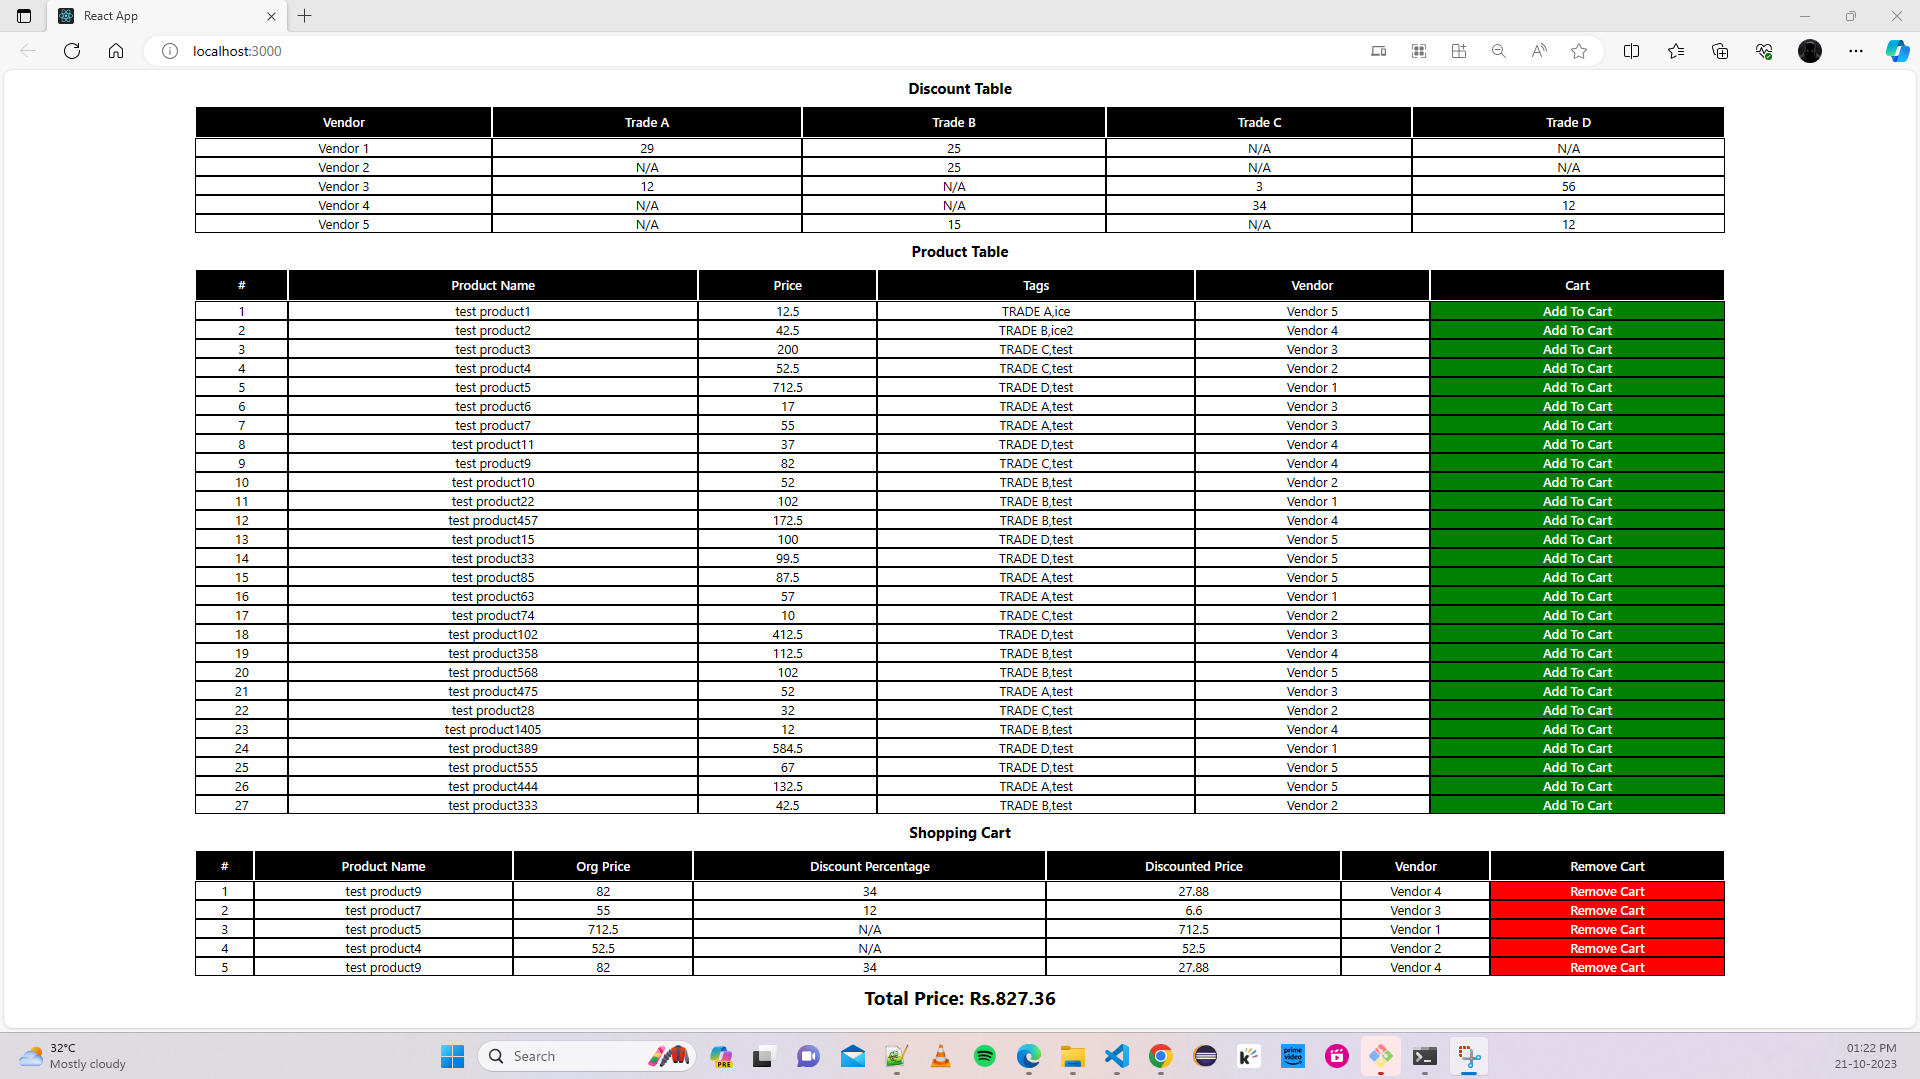 React App
localhost:3000
Discount Table
Vendor Trade A Trade B Trade C Trade D
Vendor 1 29 25 N/A N/A
Vendor 2 N/A 25 N/A N/A
Vendor 3 12 N/A 3 56
Vendor 4 N/A N/A 34 12
Vendor 5 N/A 15 N/A 12
Product Table
# Product Name Price Tags Vendor Cart
1 test product1 12.5 TRADE A,ice Vendor 5 Add To Cart
2 test product2 42.5 TRADE B,ice2 Vendor 4 Add To Cart
3 test product3 200 TRADE C,test Vendor 3 Add To Cart
4 test product4 52.5 TRADE C,test Vendor 2 Add To Cart
5 test product5 712.5 TRADE D,test Vendor 1 Add To Cart
6 test product6 17 TRADE A,test Vendor 3 Add To Cart
7 test product7 55 TRADE A,test Vendor 3 Add To Cart
8 test product11 37 TRADE D,test Vendor 4 Add To Cart
9 test product9 82 TRADE C,test Vendor 4 Add To Cart
10 test product10 52 TRADE B,test Vendor 2 Add To Cart
11 test product22 102 TRADE B,test Vendor 1 Add To Cart
12 test product457 172.5 TRADE B,test Vendor 4 Add To Cart
13 test product15 100 TRADE D,test Vendor 5 Add To Cart
14 test product33 99.5 TRADE D,test Vendor 5 Add To Cart
15 test product85 87.5 TRADE A,test Vendor 5 Add To Cart
16 test product63 57 TRADE A,test Vendor 1 Add To Cart
17 test product74 10 TRADE C,test Vendor 2 Add To Cart
18 test product102 412.5 TRADE D,test Vendor 3 Add To Cart
19 test product358 112.5 TRADE B,test Vendor 4 Add To Cart
20 test product568 102 TRADE B,test Vendor 5 Add To Cart
21 test product475 52 TRADE A,test Vendor 3 Add To Cart
22 test product28 32 TRADE C,test Vendor 2 Add To Cart
23 test product1405 12 TRADE B,test Vendor 4 Add To Cart
24 test product389 584.5 TRADE D,test Vendor 1 Add To Cart
25 test product555 67 TRADE D,test Vendor 5 Add To Cart
26 test product444 132.5 TRADE A,test Vendor 5 Add To Cart
27 test product333 42.5 TRADE B,test Vendor 2 Add To Cart
Shopping Cart
# Product Name Org Price Discount Percentage Discounted Price Vendor Remove Cart
1 test product9 82 34 27.88 Vendor 4 Remove Cart
2 test product7 55 12 6.6 Vendor 3 Remove Cart
3 test product5 712.5 N/A 712.5 Vendor 1 Remove Cart
4 test product4 52.5 N/A 52.5 Vendor 2 Remove Cart
5 test product9 82 34 27.88 Vendor 4 Remove Cart
Total Price: Rs.827.36
32°C
Mostly cloudy
Search
PRE
prime video
01:22 PM
21-10-2023